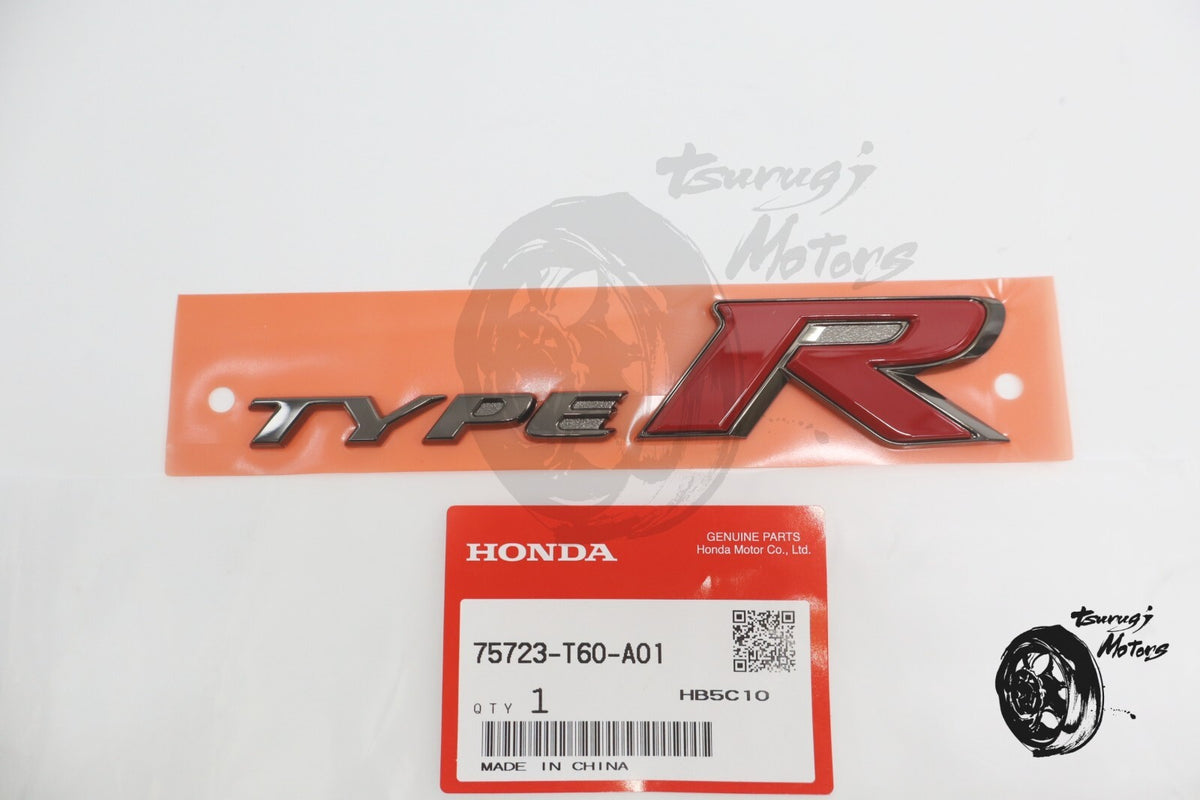 Tsurugi
Motors
TYPE R
HONDA
GENUINE PARTS
Honda Motor Co., Ltd.
75723-T60-A01
QTY 1
HB5C10
MADE IN CHINA
Tsurugi
Motors